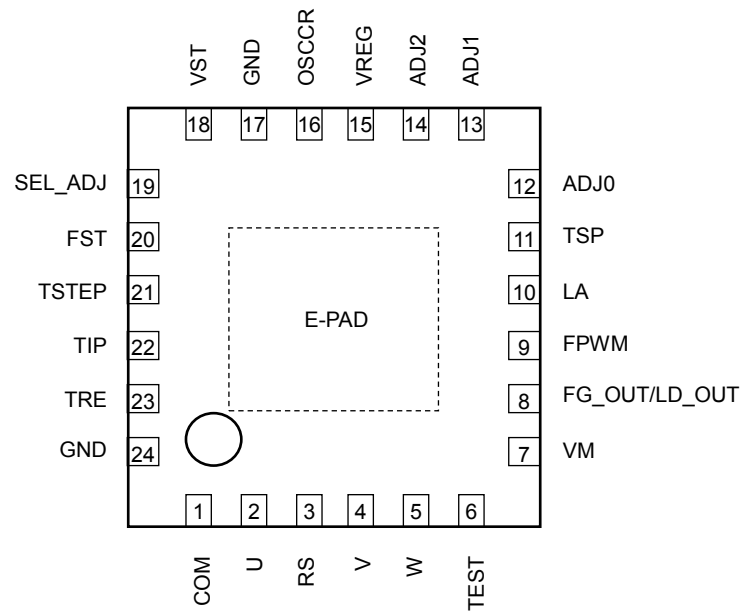 VST GND OSCCR VREG ADJ2 ADJ1
18 17 16 15 14 13
SEL_ADJ 19
12 ADJ0
FST 20
11 TSP
TSTEP 21
10 LA
E-PAD
TIP 22
9 FPWM
TRE 23
8 FG_OUT/LD_OUT
GND 24
7 VM
1 2 3 4 5 6
COM U RS V W TEST